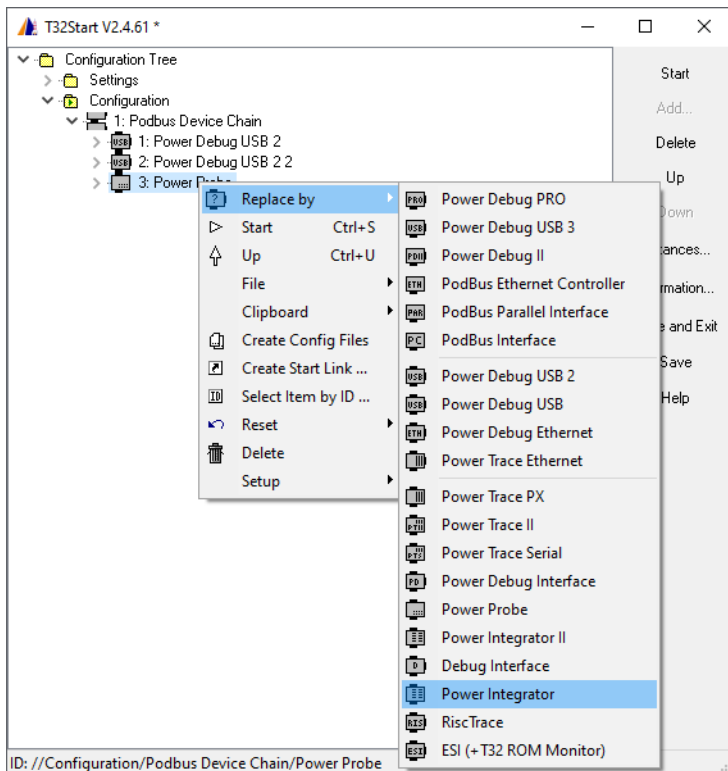 T32Start V2.4.61 *
Configuration Tree
Settings
Configuration
1: Podbus Device Chain
USB 1: Power Debug USB 2
USB 2: Power Debug USB 2 2
3: Power Probe
Start
Add...
Delete
Up
Down
tances...
rmation...
e and Exit
Save
Help
? Replace by
Start Ctrl+S
Up Ctrl+U
File
Clipboard
Create Config Files
Create Start Link ...
ID Select Item by ID ...
Reset
Delete
Setup
PRO Power Debug PRO
USB Power Debug USB 3
PDII Power Debug II
ETH PodBus Ethernet Controller
PAR PodBus Parallel Interface
PC PodBus Interface
USB Power Debug USB 2
USB Power Debug USB
ETH Power Debug Ethernet
Power Trace Ethernet
Power Trace PX
PTII Power Trace II
PTS Power Trace Serial
PD Power Debug Interface
Power Probe
Power Integrator II
D Debug Interface
Power Integrator
RIS RiscTrace
ESI ESI (+T32 ROM Monitor)
ID: //Configuration/Podbus Device Chain/Power Probe